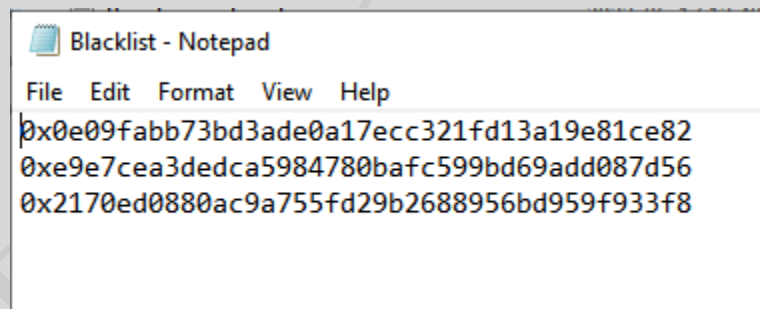 Blacklist - Notepad
File Edit Format View Help
0x0e09fabb73bd3ade0a17ecc321fd13a19e81ce82
0xe9e7cea3dedca5984780bafc599bd69add087d56
0x2170ed0880ac9a755fd29b2688956bd959f933f8